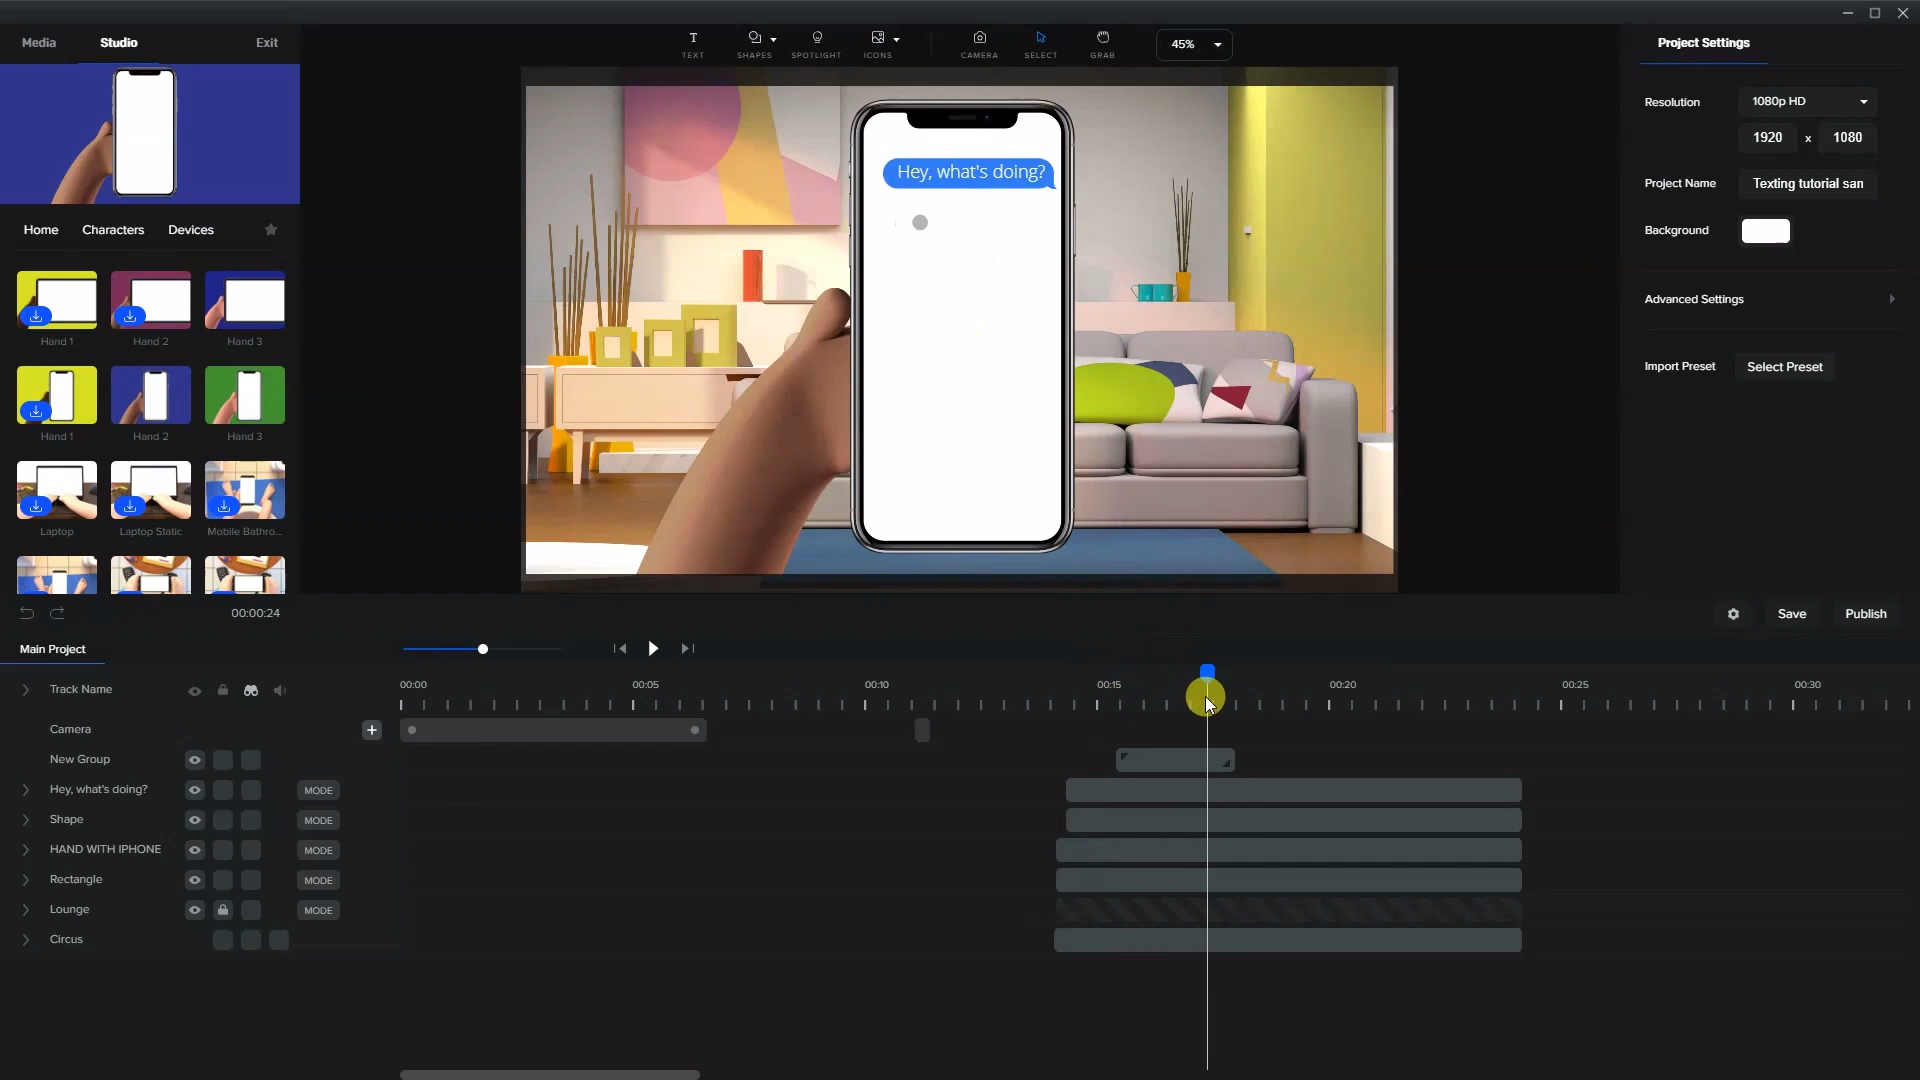 Media
Studio
Exit
TEXT
SHAPES
SPOTLIGHT
ICONS
CAMERA
SELECT
GRAB
45%
Project Settings
Resolution
1080p HD
1920 x 1080
Project Name
Texting tutorial san
Background
Advanced Settings
Import Preset
Select Preset
Hey, what's doing?
Home
Characters
Devices
Hand 1
Hand 2
Hand 3
Hand 1
Hand 2
Hand 3
Laptop
Laptop Static
Mobile Bathro...
00:00:24
Save
Publish
Main Project
Track Name
00:00
00:05
00:10
00:15
00:20
00:25
00:30
Camera
New Group
Hey, what's doing?
MODE
Shape
MODE
HAND WITH IPHONE
MODE
Rectangle
MODE
Lounge
MODE
Circus